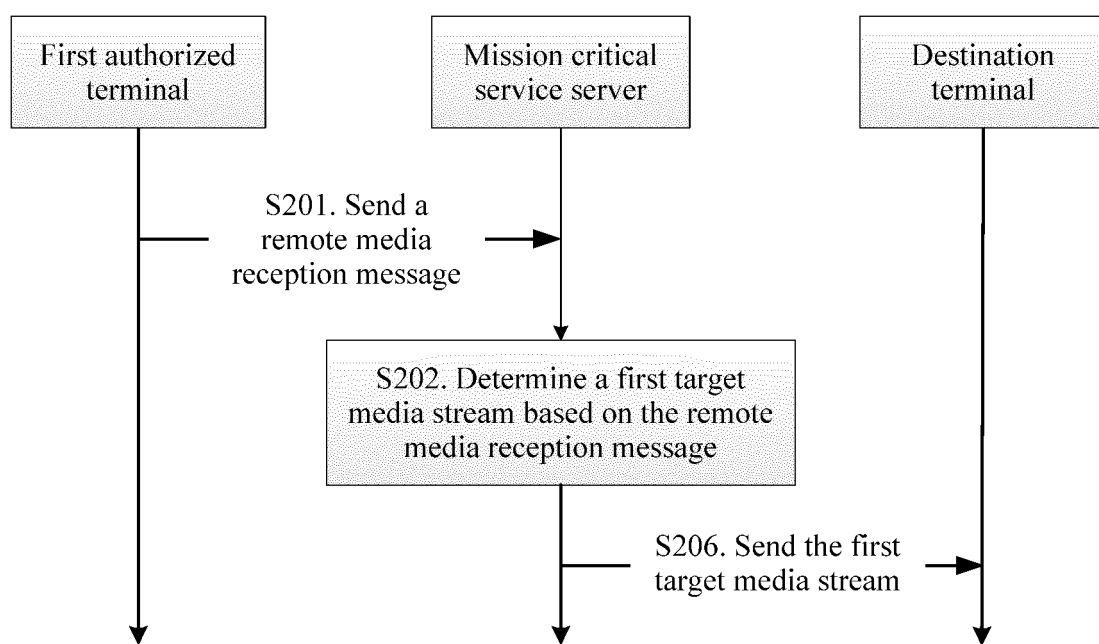 First authorized
terminal
Mission critical
service server
Destination
terminal
S201. Send a
remote media
reception message
S202. Determine a first target
media stream based on the remote
media reception message
S206. Send the first
target media stream